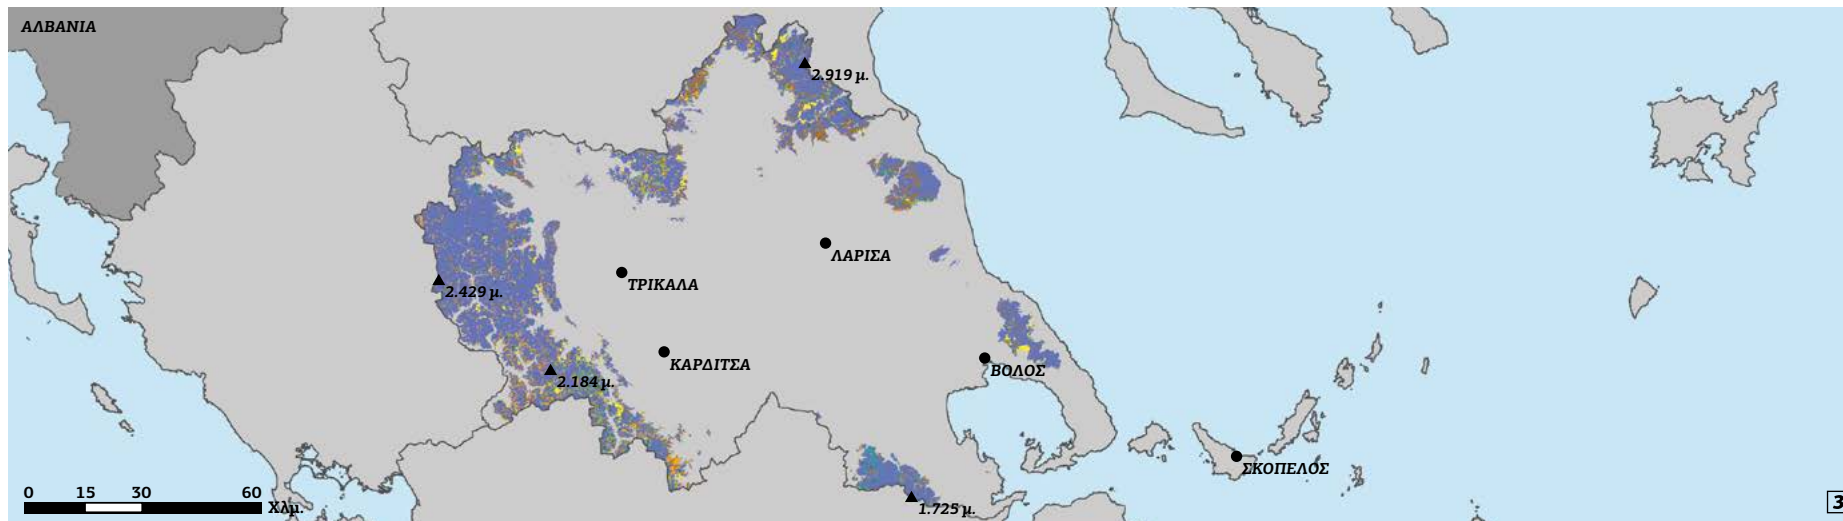 ΑΛΒΑΝΙΑ
2.919 μ.
ΛΑΡΙΣΑ
ΤΡΙΚΑΛΑ
2.429 μ.
ΚΑΡΔΙΤΣΑ
ΒΟΛΟΣ
2.184 μ.
ΣΚΟΠΕΛΟΣ
0 15 30 60
Χλμ.
1.725 μ.
3